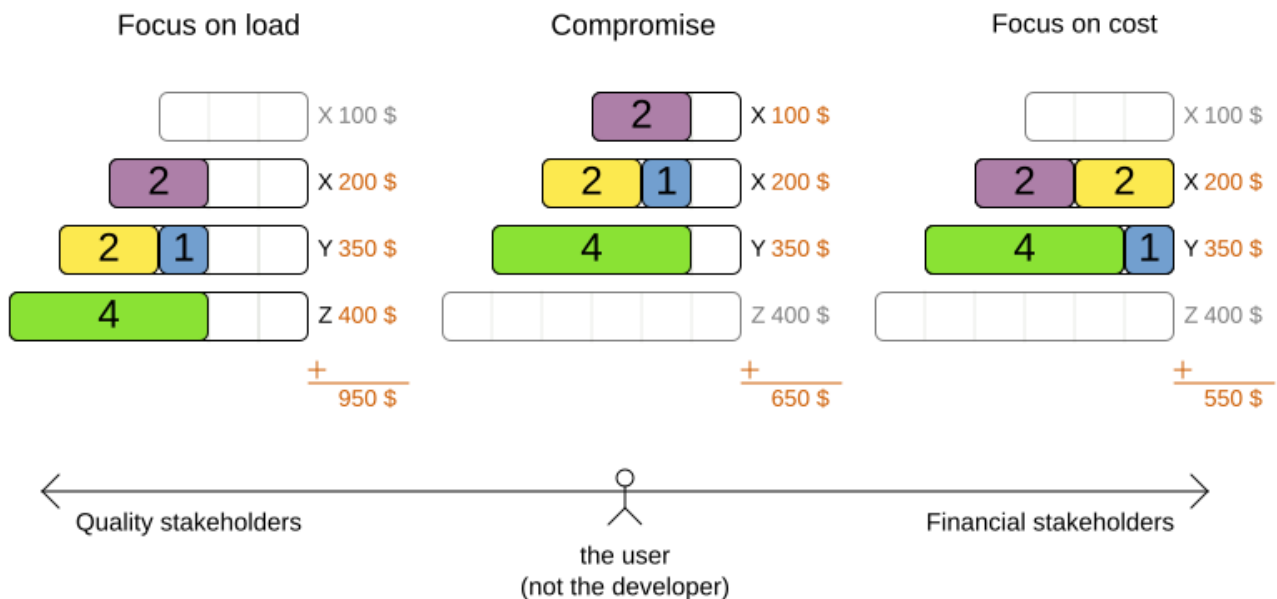 Focus on load
Compromise
Focus on cost
X 100 $
2
X 100 $
X 100 $
2
X 200 $
2
1
X 200 $
2
2
X 200 $
2
1
Y 350 $
4
Y 350 $
4
1
Y 350 $
4
Z 400 $
Z 400 $
Z 400 $
+
+
+
950 $
650 $
550 $
Quality stakeholders
Financial stakeholders
the user
(not the developer)